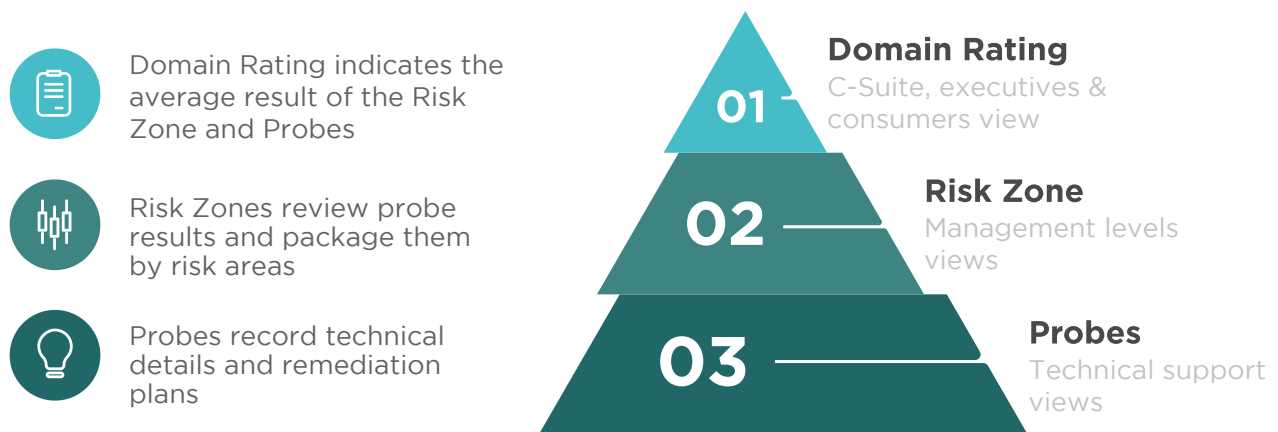 Domain Rating indicates the
average result of the Risk
Zone and Probes
Risk Zones review probe
results and package them
by risk areas
Probes record technical
details and remediation
plans
01
Domain Rating
C-Suite, executives &
consumers view
02
Risk Zone
Management levels
views
03
Probes
Technical support
views